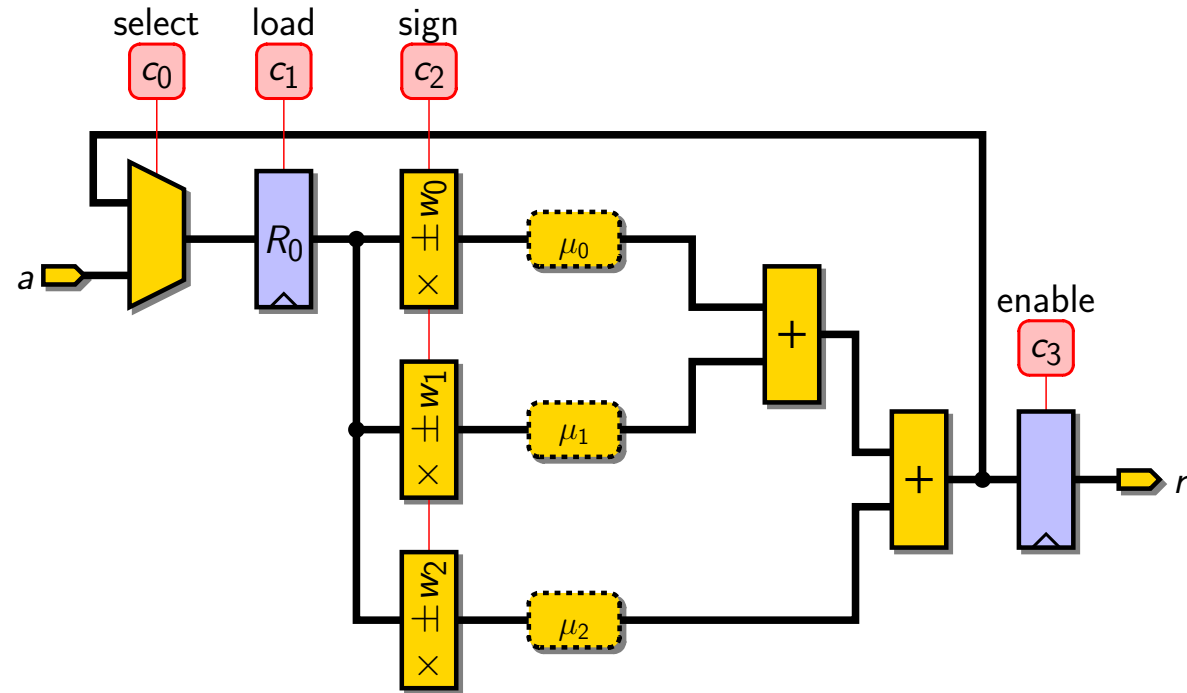 select load sign
c₀ c₁ c₂
R₀
× ± w₀
μ₀
a
+
enable
c₃
× ± w₁
μ₁
+
r
× ± w₂
μ₂